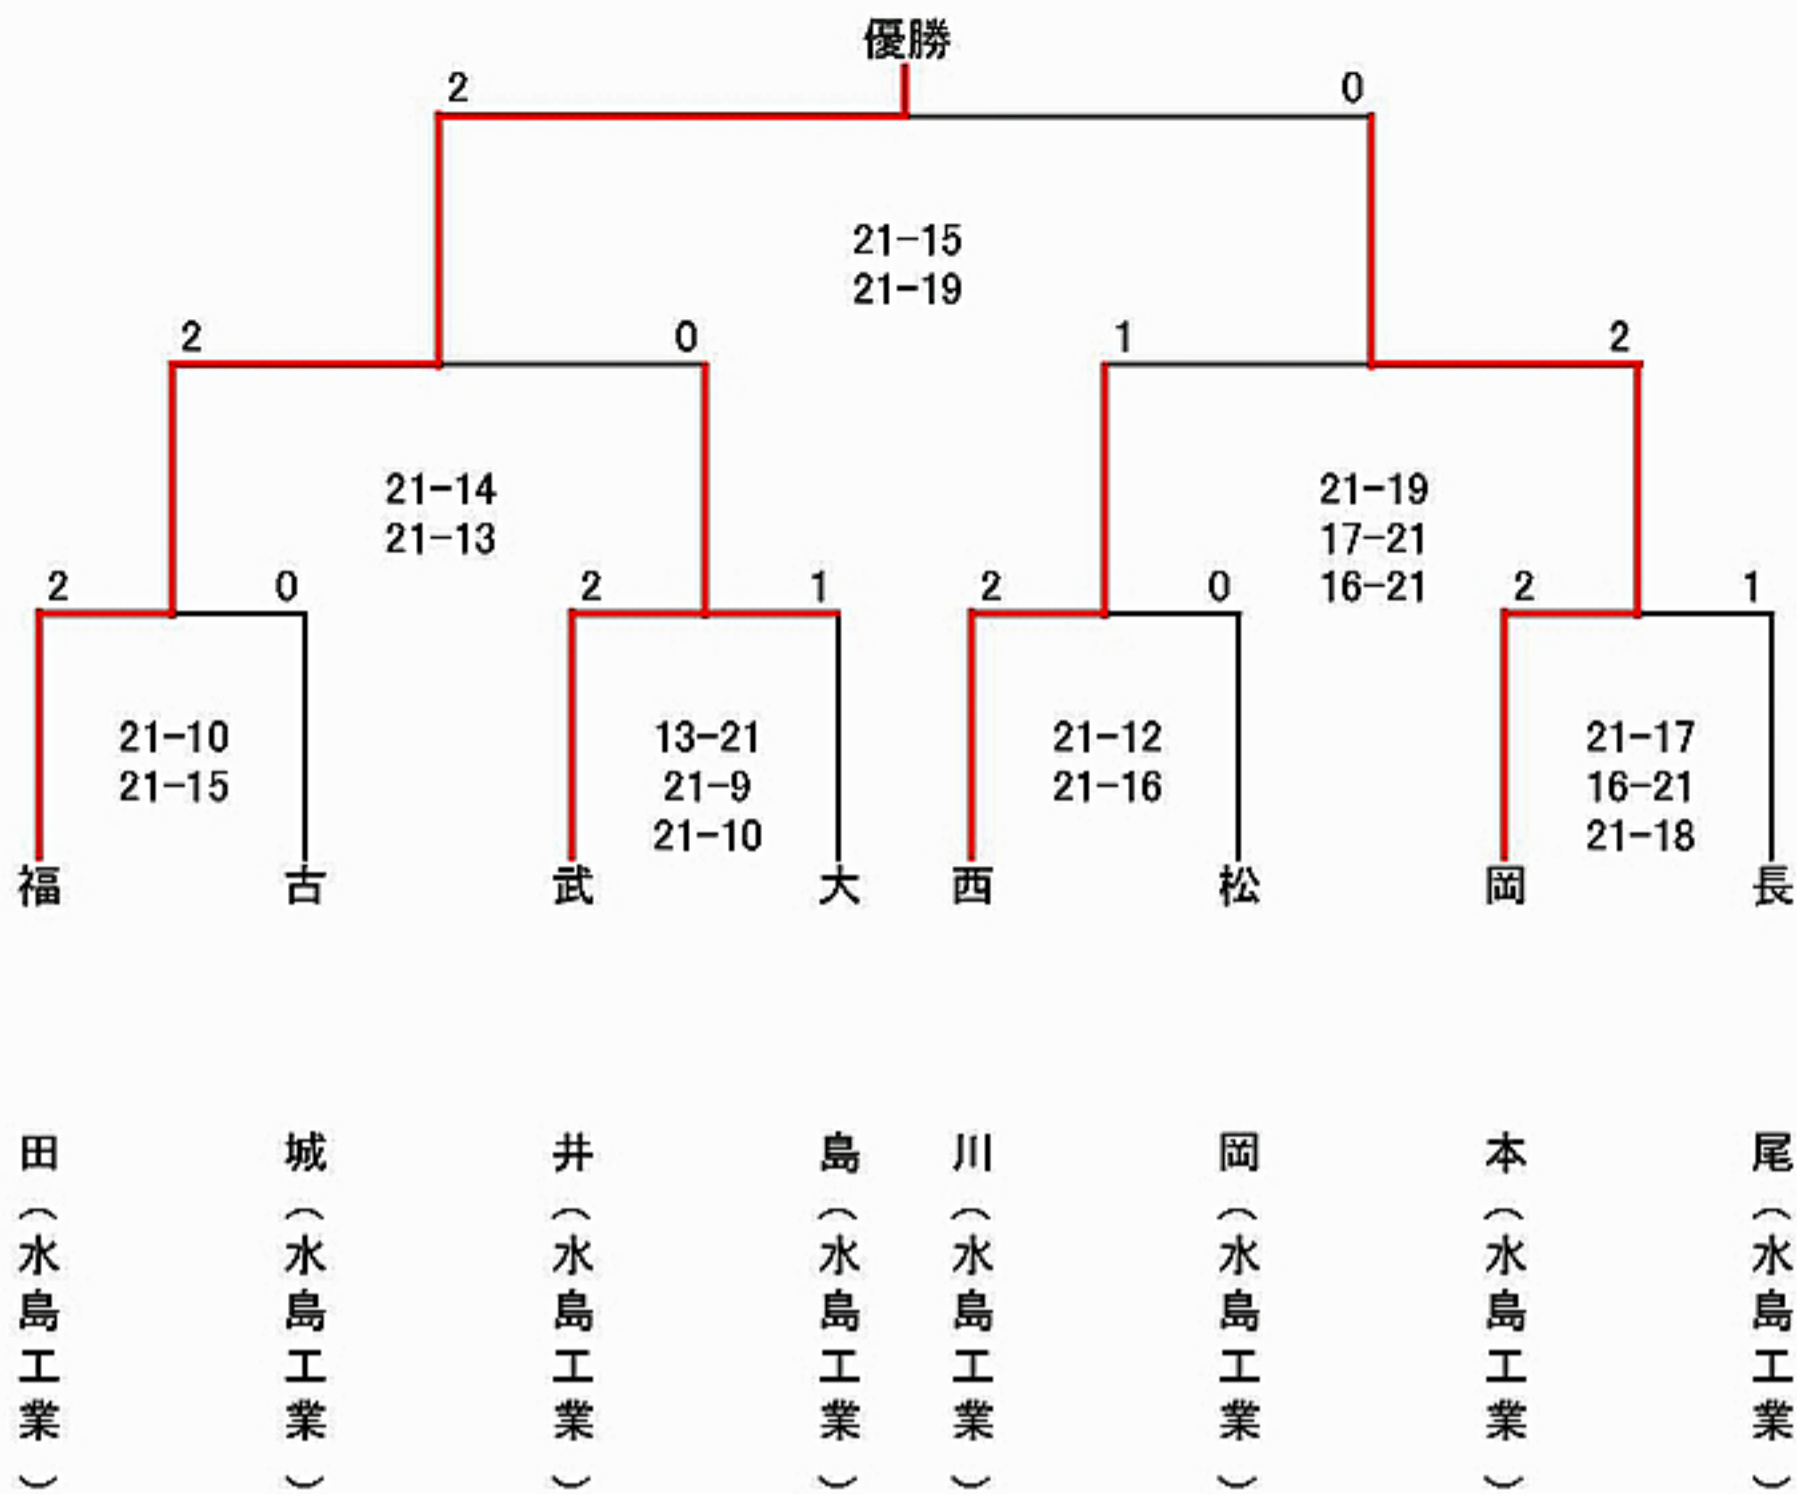 優勝
2 0
21-15
21-19
2 0 1 2
21-14
21-13
21-19
17-21
16-21
2 0 2 1 2 0 2 1
21-10
21-15
13-21
21-9
21-10
21-12
21-16
21-17
16-21
21-18
福田(水島工業)
古城(水島工業)
武井(水島工業)
大島(水島工業)
西川(水島工業)
松岡(水島工業)
岡本(水島工業)
長尾(水島工業)